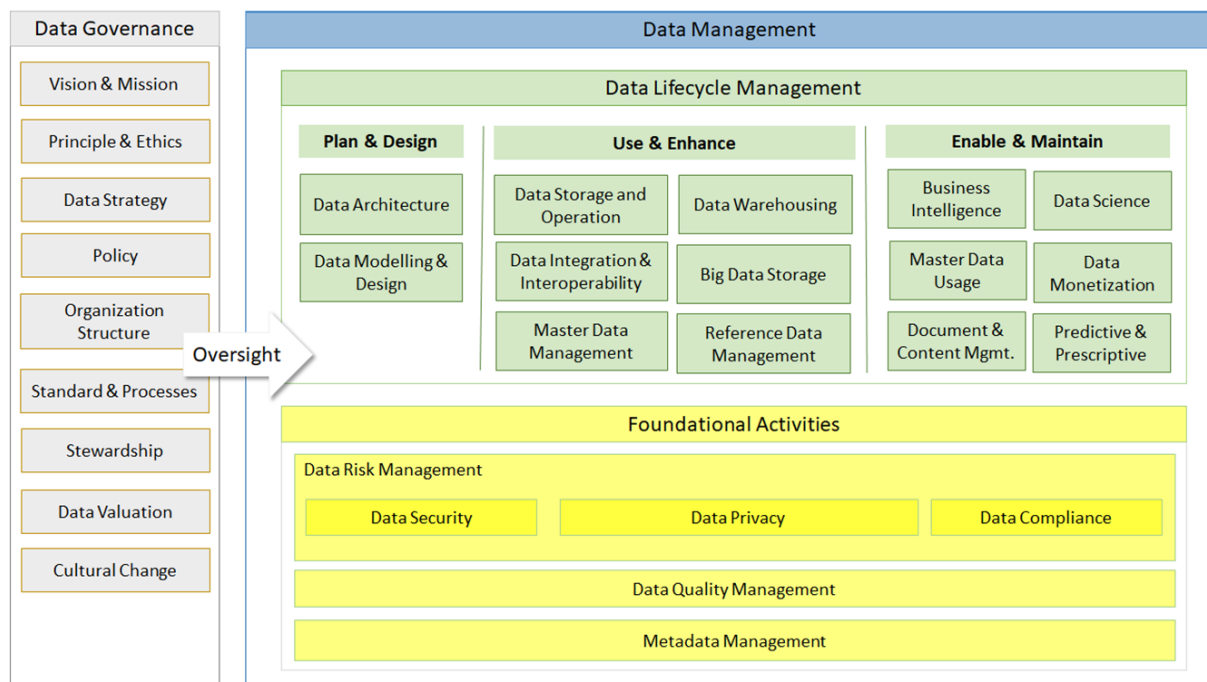 Data Governance
Vision & Mission
Principle & Ethics
Data Strategy
Policy
Organization
Structure
Standard & Processes
Stewardship
Data Valuation
Cultural Change
Oversight
Data Management
Data Lifecycle Management
Plan & Design
Data Architecture
Data Modelling &
Design
Use & Enhance
Data Storage and
Operation
Data Warehousing
Data Integration &
Interoperability
Big Data Storage
Master Data
Management
Reference Data
Management
Enable & Maintain
Business
Intelligence
Data Science
Master Data
Usage
Data
Monetization
Document &
Content Mgmt.
Predictive &
Prescriptive
Foundational Activities
Data Risk Management
Data Security
Data Privacy
Data Compliance
Data Quality Management
Metadata Management